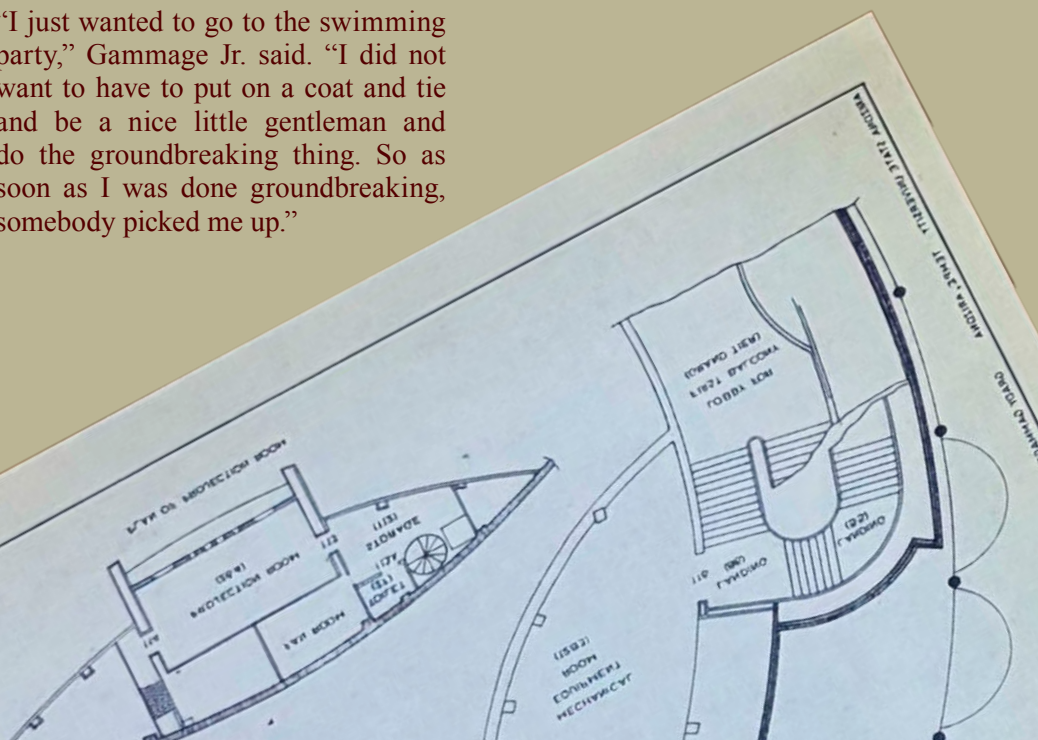 “I just wanted to go to the swimming
party,” Gammage Jr. said. “I did not
want to have to put on a coat and tie
and be a nice little gentleman and
do the groundbreaking thing. So as
soon as I was done groundbreaking,
somebody picked me up.”
ARIZONA STATE UNIVERSITY TEMPE, ARIZONA
GRADY
LOBBY FOR
FIRST BALCONY
(GRAND TIER)
LANDING
LANDING
PLAN OF PROJECTION ROOM
PROJECTION ROOM
STORAGE
TOILET
FAN ROOM
MECHANICAL
EQUIPMENT
ROOM